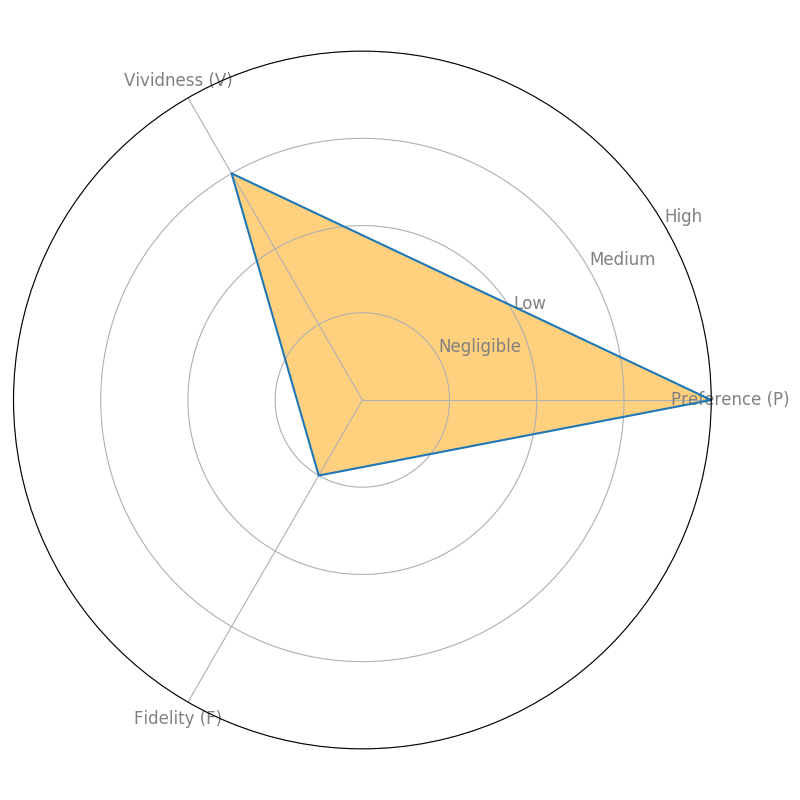 Vividness (V)
High
Medium
Low
Negligible
Preference (P)
Fidelity (F)